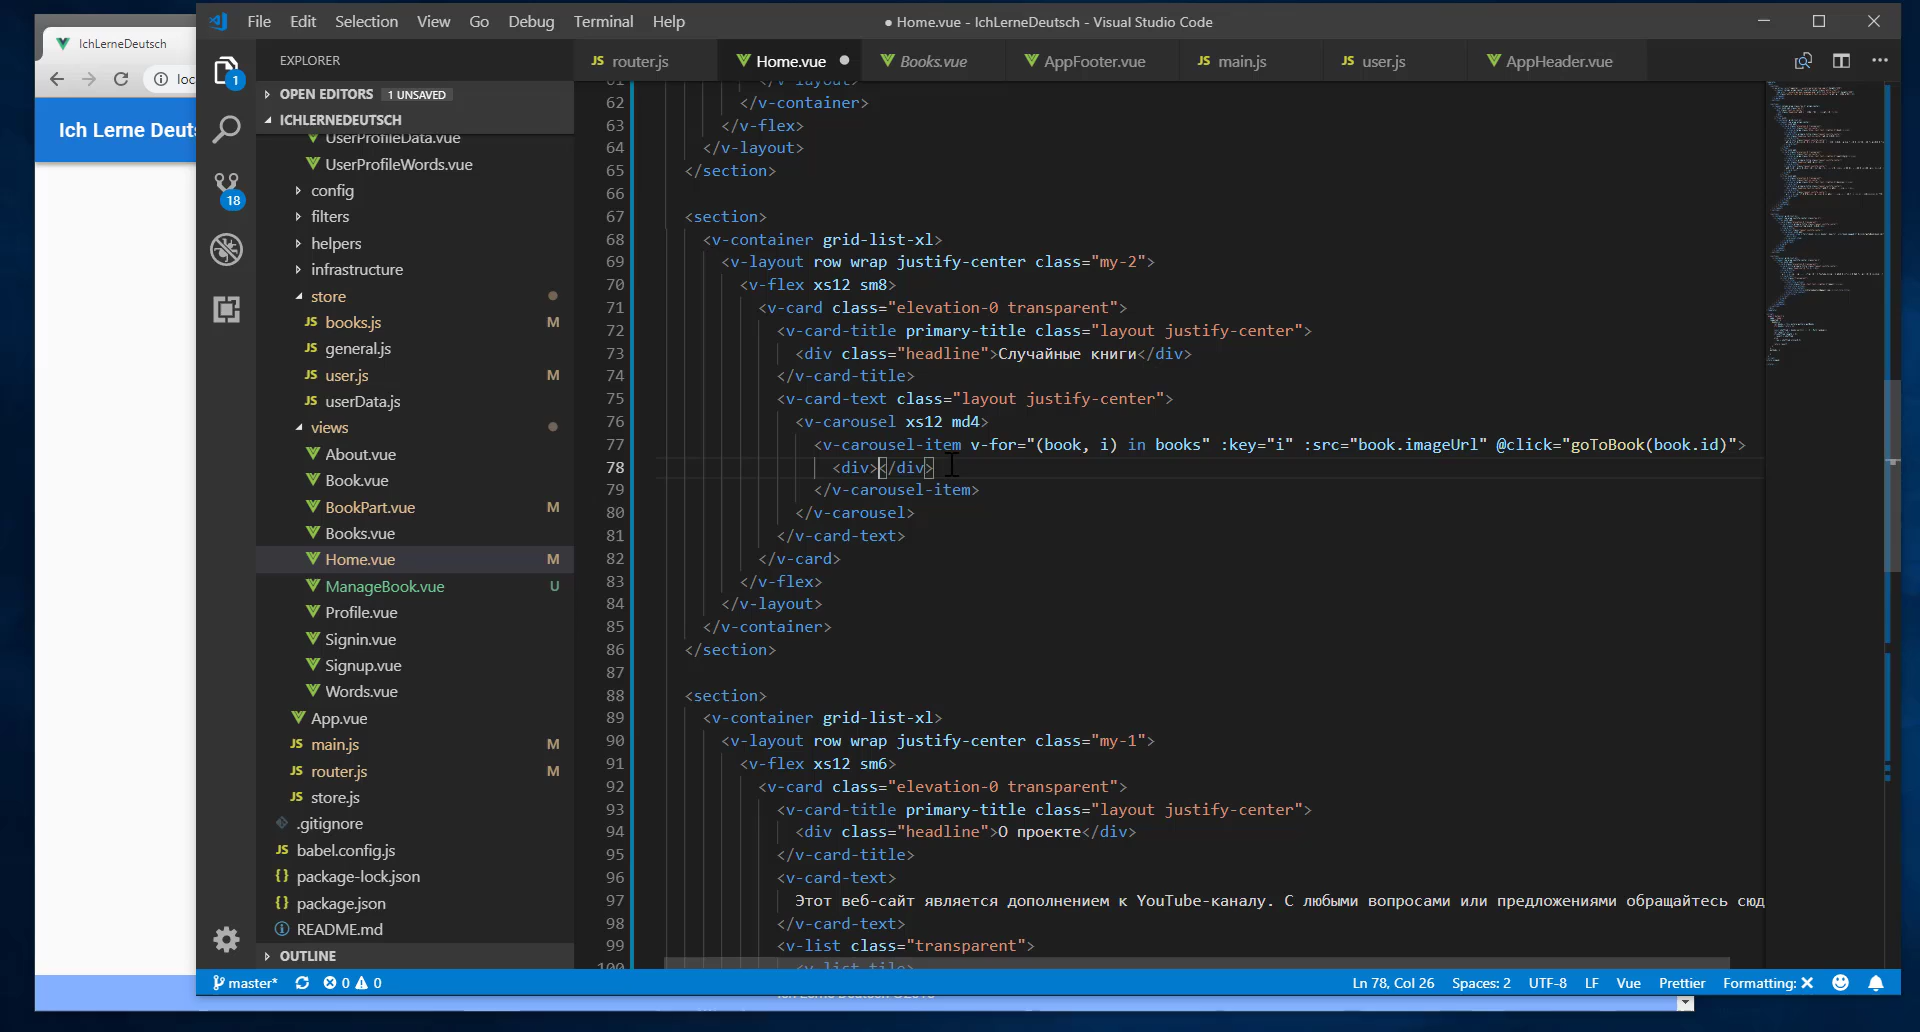 IchLerneDeutsch
loc
Ich Lerne Deut
File Edit Selection View Go Debug Terminal Help
● Home.vue - IchLerneDeutsch - Visual Studio Code
EXPLORER
JS router.js
Home.vue ●
Books.vue
AppFooter.vue
JS main.js
JS user.js
AppHeader.vue
1
18
OPEN EDITORS 1 UNSAVED
ICHLERNEDEUTSCH
UserProfileData.vue
UserProfileWords.vue
config
filters
helpers
infrastructure
store
JS books.js M
JS general.js
JS user.js M
JS userData.js
views
About.vue
Book.vue
BookPart.vue M
Books.vue
Home.vue M
ManageBook.vue U
Profile.vue
Signin.vue
Signup.vue
Words.vue
App.vue
JS main.js M
JS router.js M
JS store.js
.gitignore
JS babel.config.js
{} package-lock.json
{} package.json
README.md
OUTLINE
61 </v-layout>
62 </v-container>
63 </v-flex>
64 </v-layout>
65 </section>
66
67 <section>
68 <v-container grid-list-xl>
69 <v-layout row wrap justify-center class="my-2">
70 <v-flex xs12 sm8>
71 <v-card class="elevation-0 transparent">
72 <v-card-title primary-title class="layout justify-center">
73 <div class="headline">Случайные книги</div>
74 </v-card-title>
75 <v-card-text class="layout justify-center">
76 <v-carousel xs12 md4>
77 <v-carousel-item v-for="(book, i) in books" :key="i" :src="book.imageUrl" @click="goToBook(book.id)">
78 <div></div>
79 </v-carousel-item>
80 </v-carousel>
81 </v-card-text>
82 </v-card>
83 </v-flex>
84 </v-layout>
85 </v-container>
86 </section>
87
88 <section>
89 <v-container grid-list-xl>
90 <v-layout row wrap justify-center class="my-1">
91 <v-flex xs12 sm6>
92 <v-card class="elevation-0 transparent">
93 <v-card-title primary-title class="layout justify-center">
94 <div class="headline">О проекте</div>
95 </v-card-title>
96 <v-card-text>
97 Этот веб-сайт является дополнением к YouTube-каналу. С любыми вопросами или предложениями обращайтесь сюд
98 </v-card-text>
99 <v-list class="transparent">
100 <v-list-tile>
master* 0 0
Ln 78, Col 26 Spaces: 2 UTF-8 LF Vue Prettier Formatting: ✕